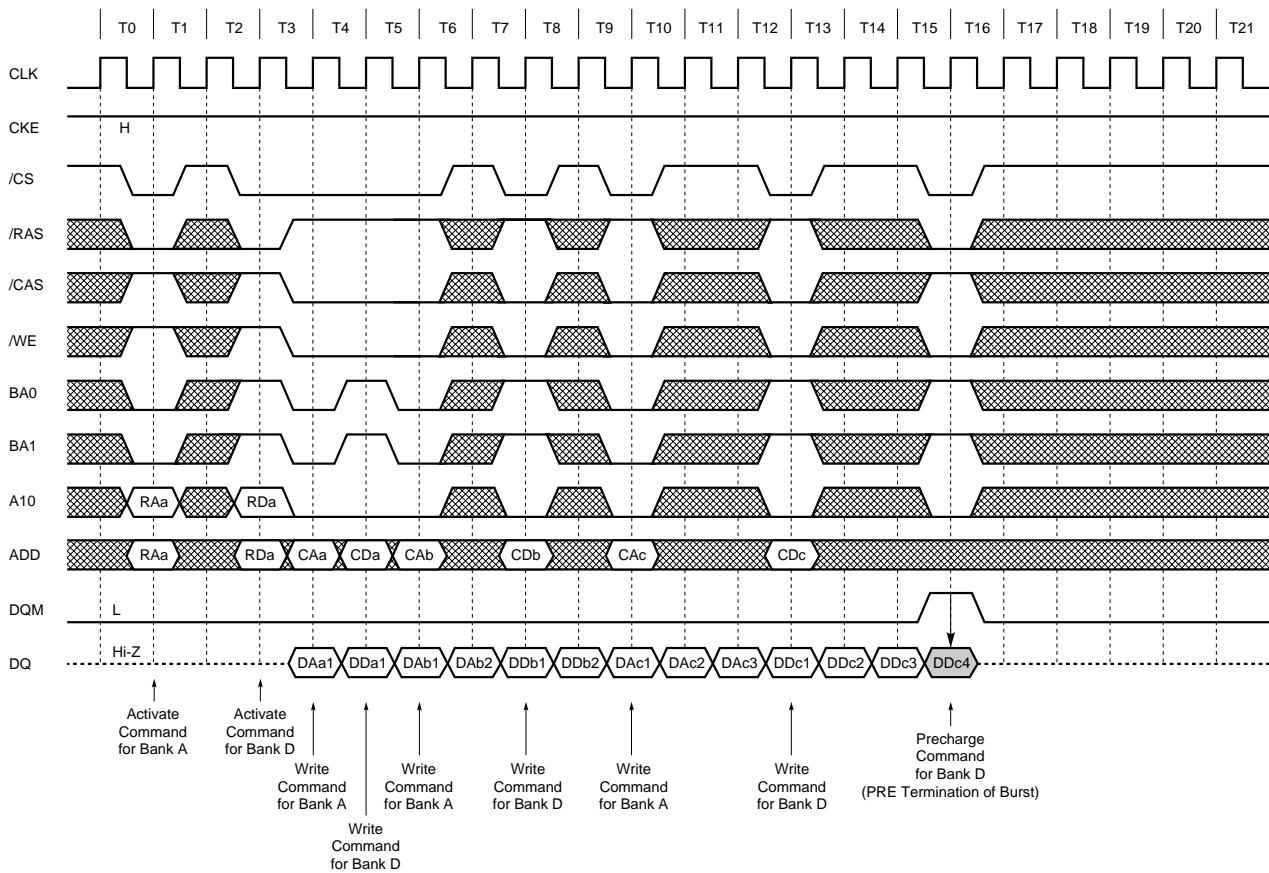 T0 T1 T2 T3 T4 T5 T6 T7 T8 T9 T10 T11 T12 T13 T14 T15 T16 T17 T18 T19 T20 T21
CLK
CKE H
/CS
/RAS
/CAS
/WE
BA0
BA1
A10 RAa RDa
ADD RAa RDa CAa CDa CAb CDb CAc CDc
DQM L
Hi-Z
DQ DAa1 DDa1 DAb1 DAb2 DDb1 DDb2 DAc1 DAc2 DAc3 DDc1 DDc2 DDc3 DDc4
Activate
Command
for Bank A
Activate
Command
for Bank D
Write
Command
for Bank A
Write
Command
for Bank D
Write
Command
for Bank A
Write
Command
for Bank D
Write
Command
for Bank A
Write
Command
for Bank D
Precharge
Command
for Bank D
(PRE Termination of Burst)